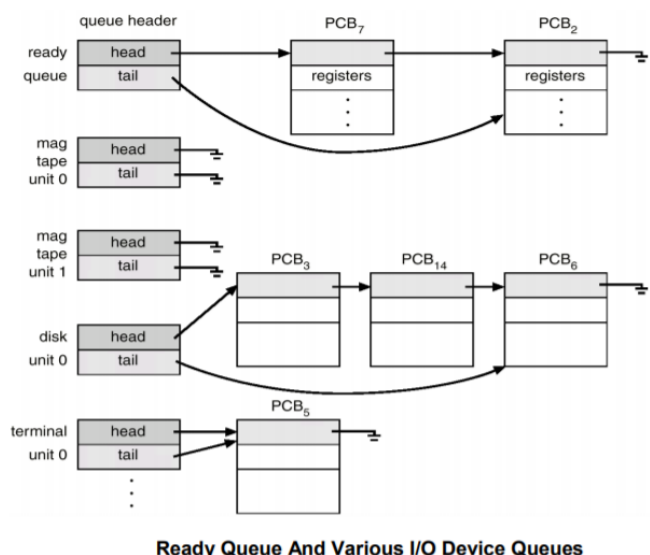 queue header
PCB7
PCB2
ready
head
queue
tail
registers
registers
mag
tape
unit 0
head
tail
mag
tape
unit 1
head
tail
PCB3
PCB14
PCB6
disk
head
unit 0
tail
PCB5
terminal
head
unit 0
tail
Ready Queue And Various I/O Device Queues